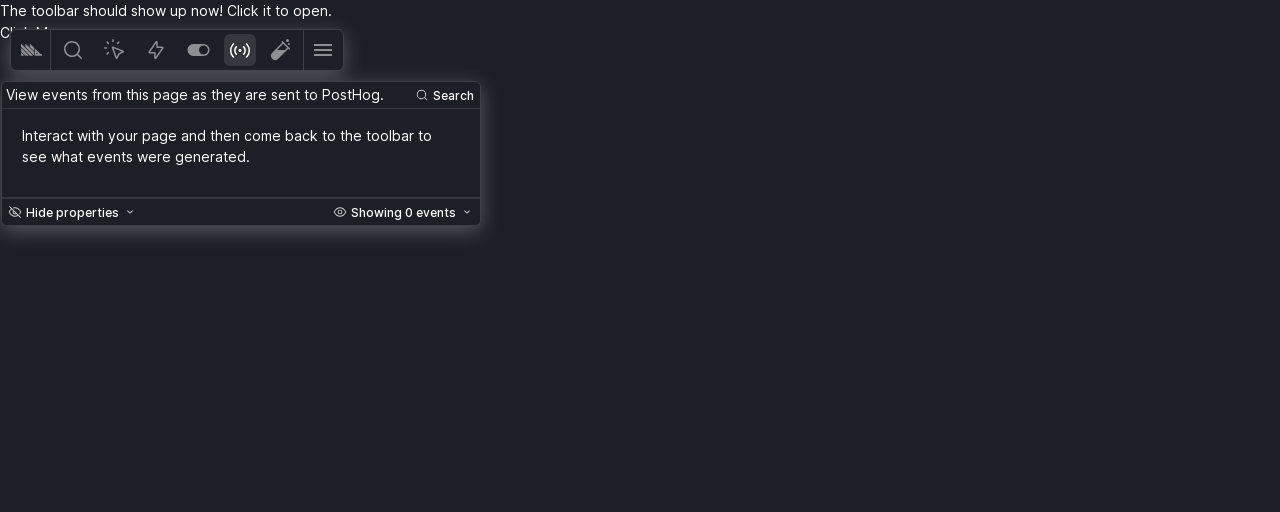 The toolbar should show up now! Click it to open.
View events from this page as they are sent to PostHog.
Search
Interact with your page and then come back to the toolbar to
see what events were generated.
Hide properties
Showing 0 events